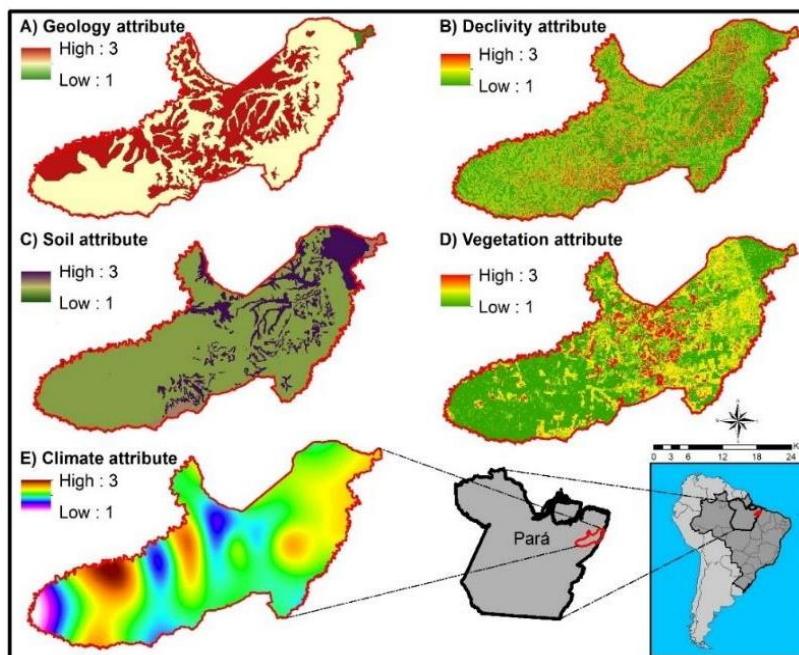 A) Geology attribute
High : 3
Low : 1
B) Declivity attribute
High : 3
Low : 1
C) Soil attribute
High : 3
Low : 1
D) Vegetation attribute
High : 3
Low : 1
E) Climate attribute
High : 3
Low : 1
Pará
0 3 6 12 18 24